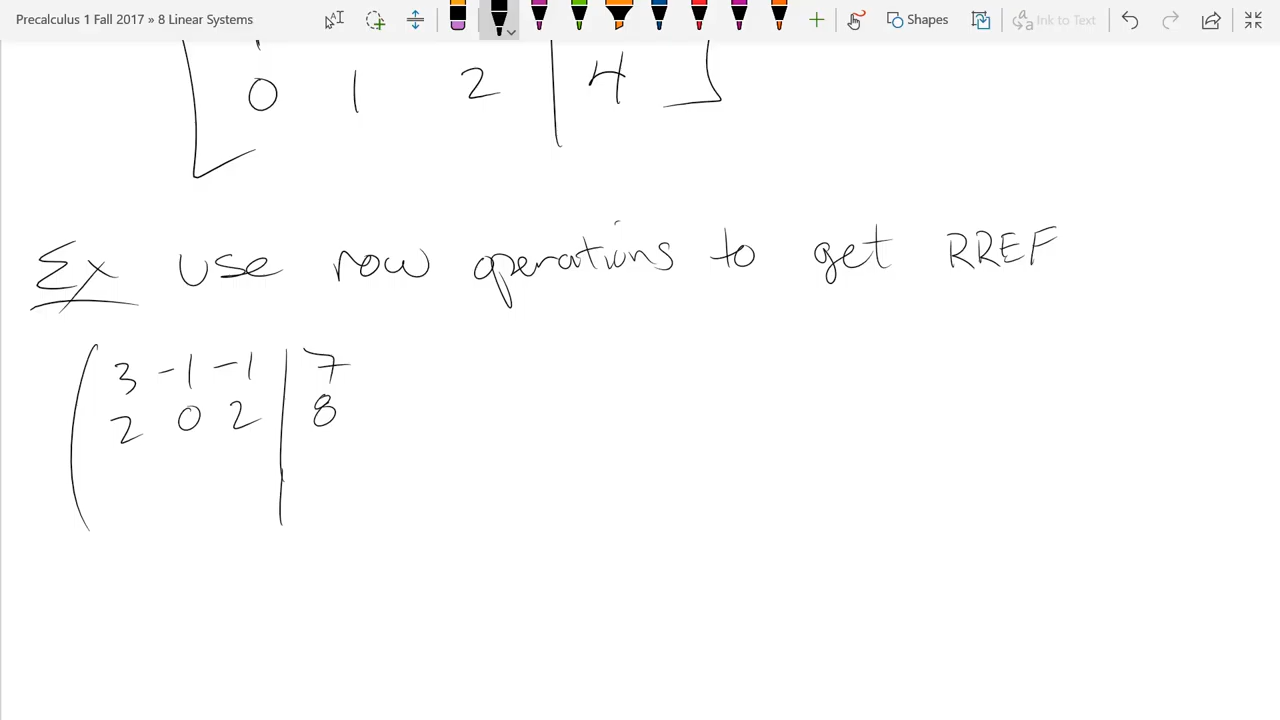 Precalculus 1 Fall 2017 » 8 Linear Systems
Shapes
Ink to Text
0 1 2 | 4
Ex use row operations to get RREF
3 -1 -1 | 7
2 0 2 | 8